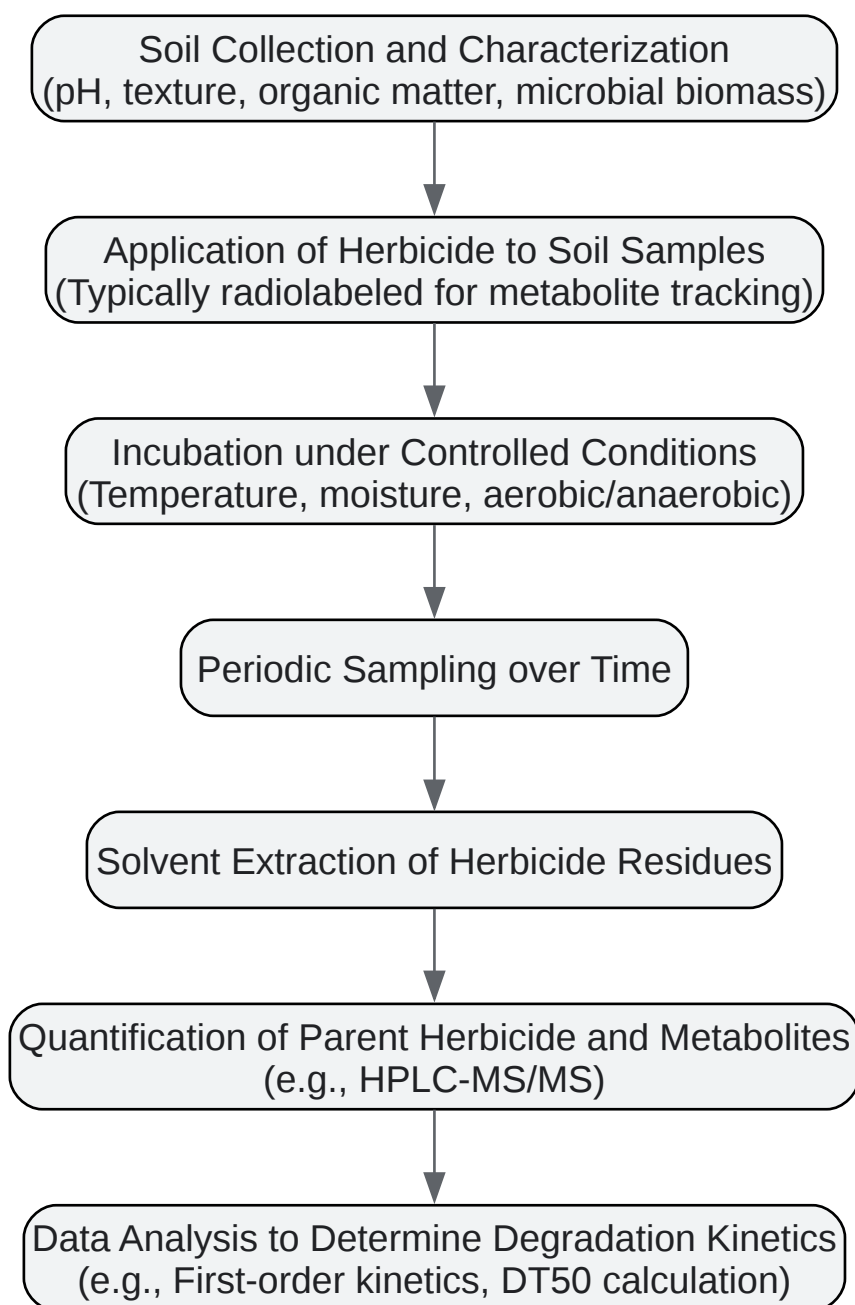 Soil Collection and Characterization
(pH, texture, organic matter, microbial biomass)
Application of Herbicide to Soil Samples
(Typically radiolabeled for metabolite tracking)
Incubation under Controlled Conditions
(Temperature, moisture, aerobic/anaerobic)
Periodic Sampling over Time
Solvent Extraction of Herbicide Residues
Quantification of Parent Herbicide and Metabolites
(e.g., HPLC-MS/MS)
Data Analysis to Determine Degradation Kinetics
(e.g., First-order kinetics, DT50 calculation)